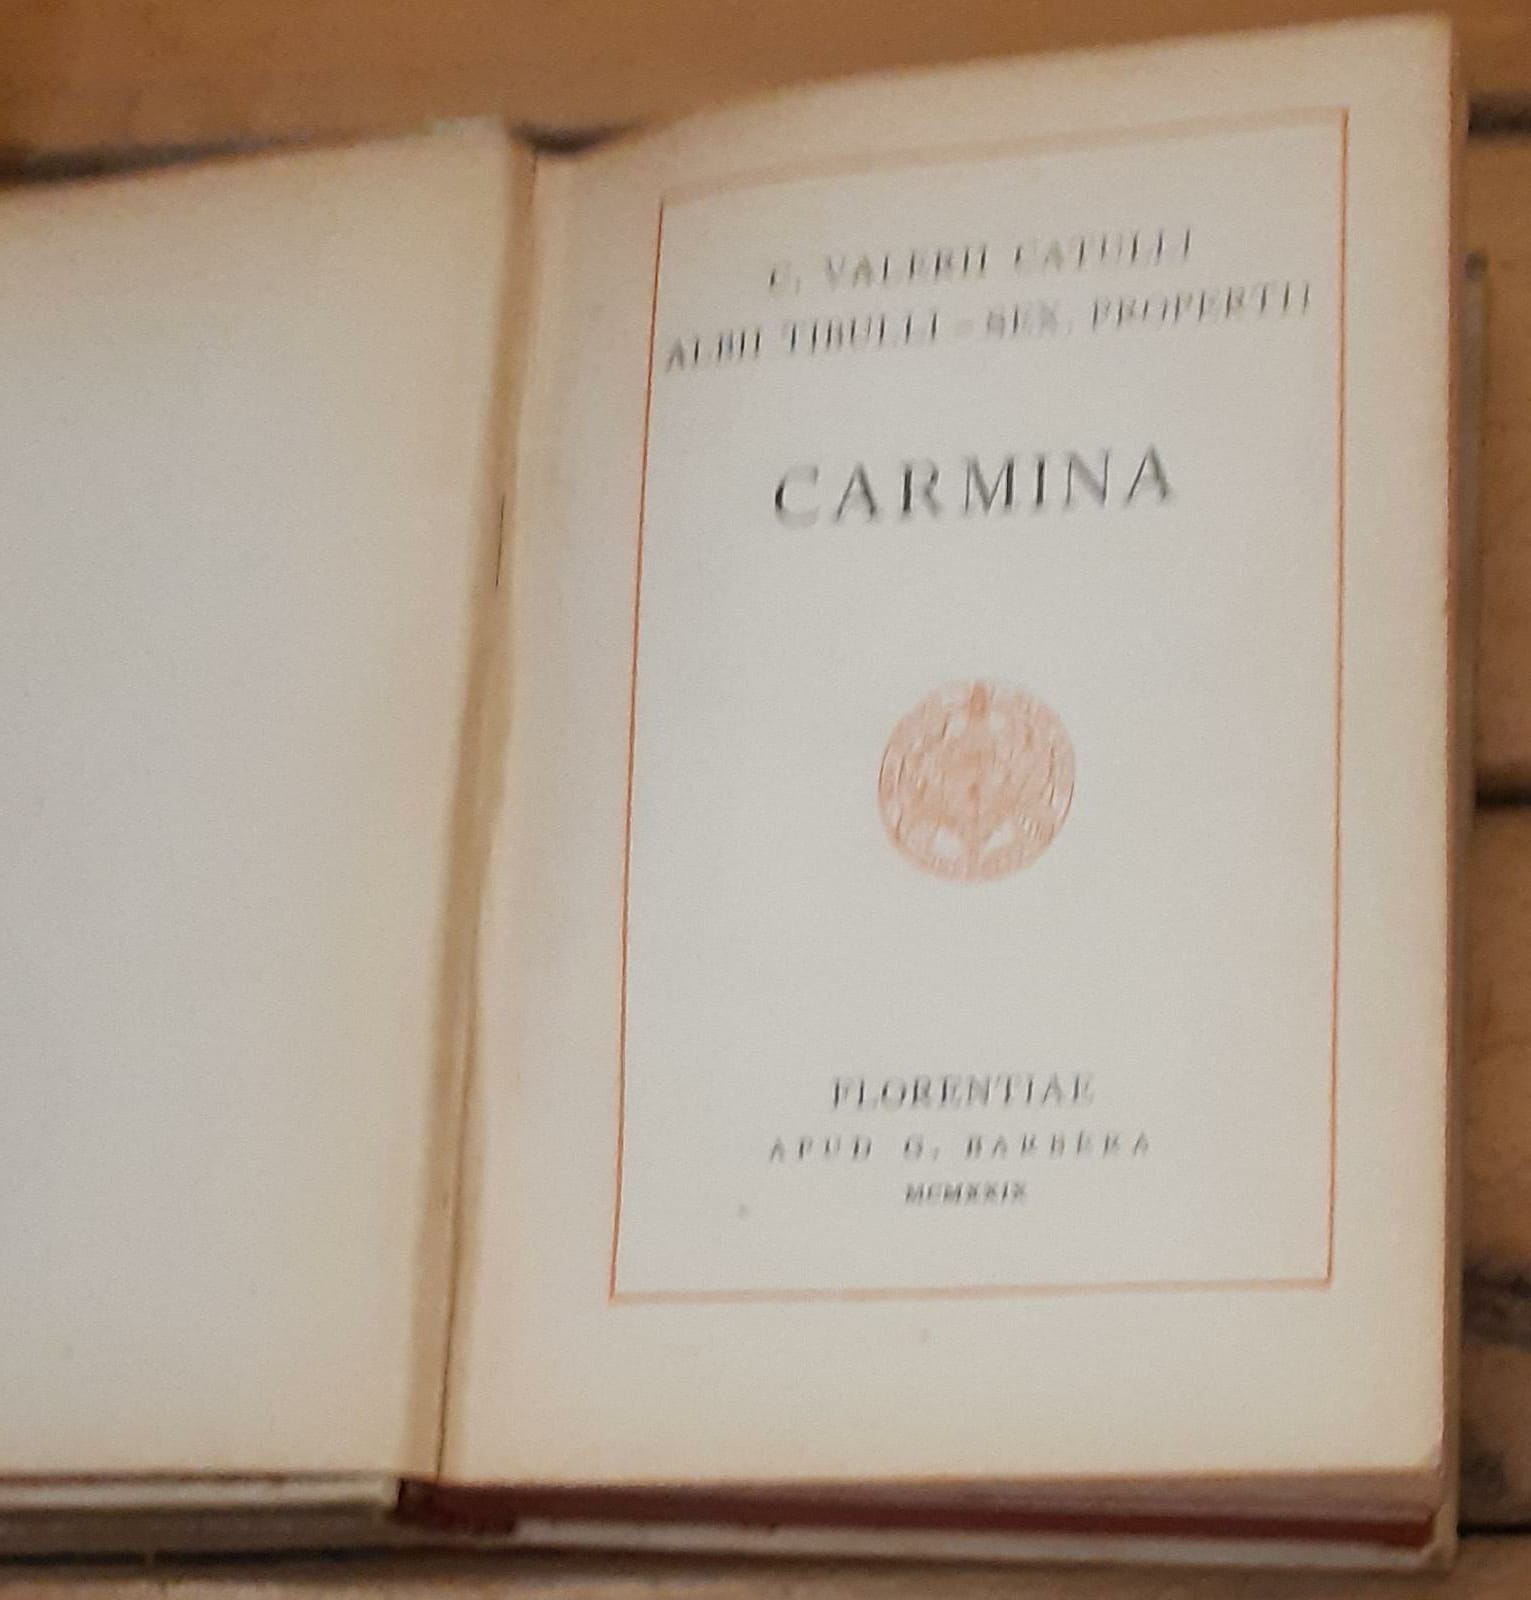 C. VALERII CATULLI
ALBII TIBULLI - SEX. PROPERTII
CARMINA
FLORENTIAE
APUD G. BARBÈRA
MCMXXIX